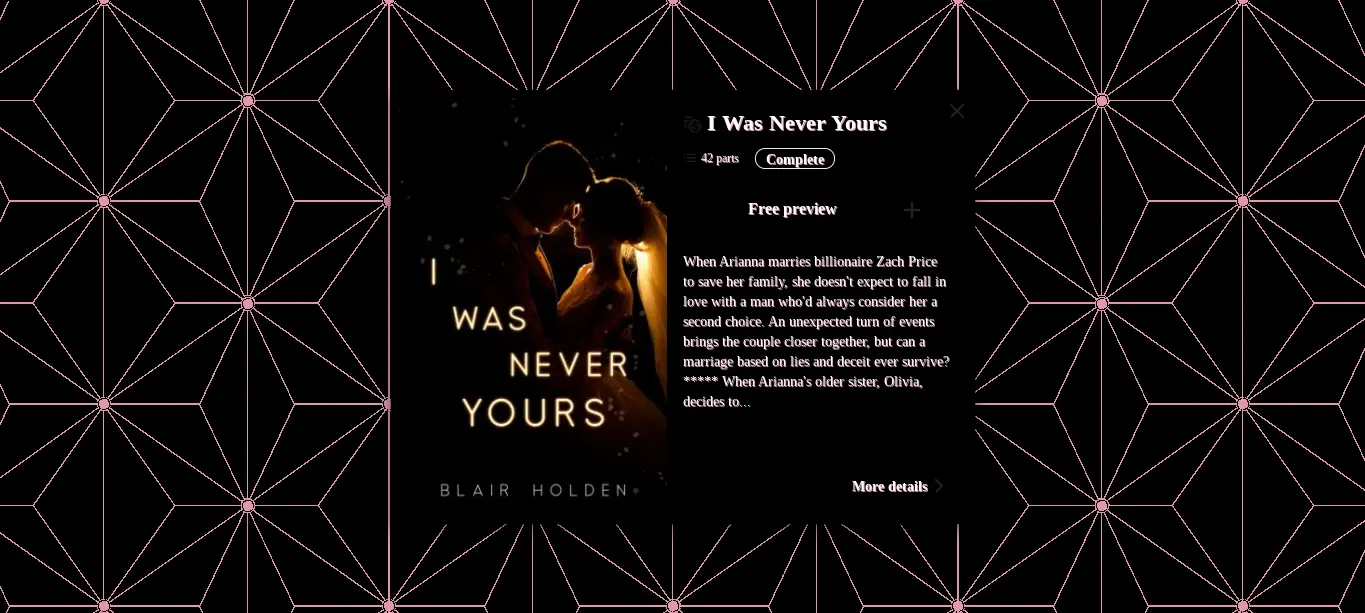 I
WAS
NEVER
YOURS
BLAIR HOLDEN
I Was Never Yours
42 parts
Complete
Free preview
When Arianna marries billionaire Zach Price
to save her family, she doesn't expect to fall in
love with a man who'd always consider her a
second choice. An unexpected turn of events
brings the couple closer together, but can a
marriage based on lies and deceit ever survive?
***** When Arianna's older sister, Olivia,
decides to...
More details